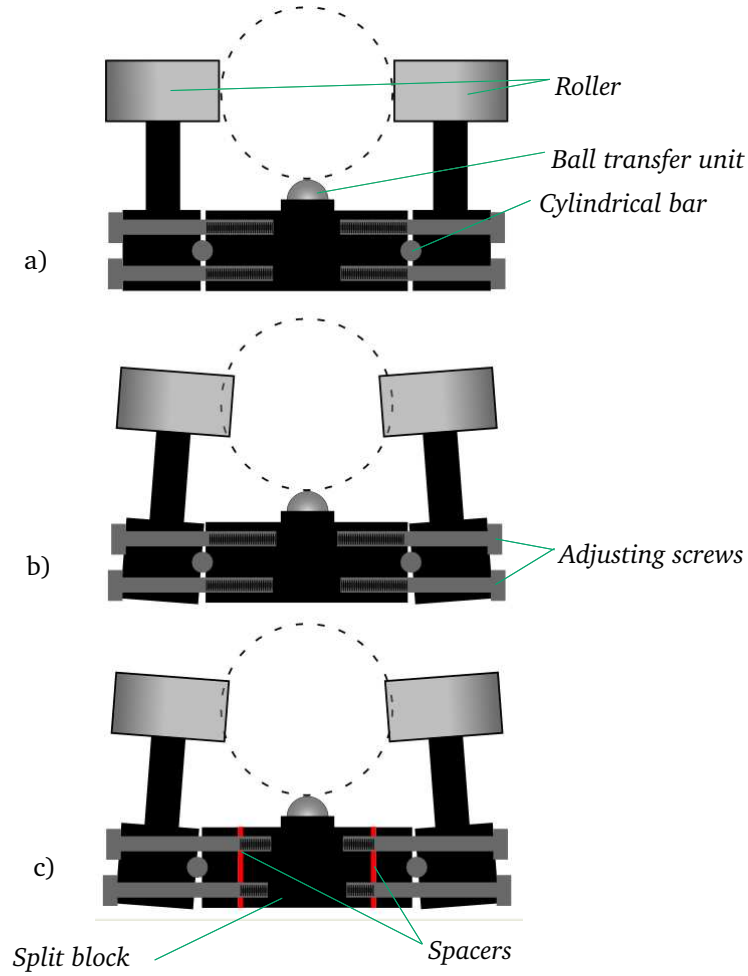 Roller
Ball transfer unit
Cylindrical bar
a)
Adjusting screws
b)
c)
Split block
Spacers